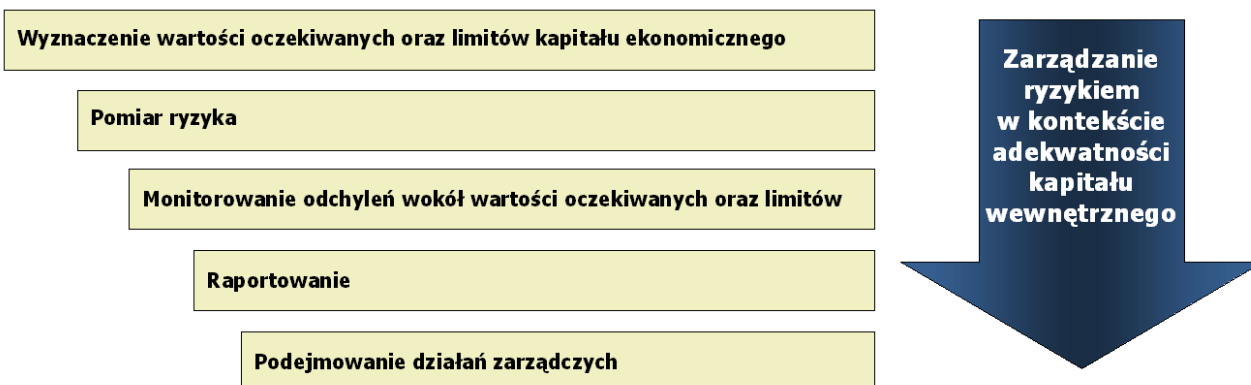 Wyznaczenie wartości oczekiwanych oraz limitów kapitału ekonomicznego
Pomiar ryzyka
Monitorowanie odchyleń wokół wartości oczekiwanych oraz limitów
Raportowanie
Podejmowanie działań zarządczych
Zarządzanie
ryzykiem
w kontekście
adekwatności
kapitału
wewnętrznego